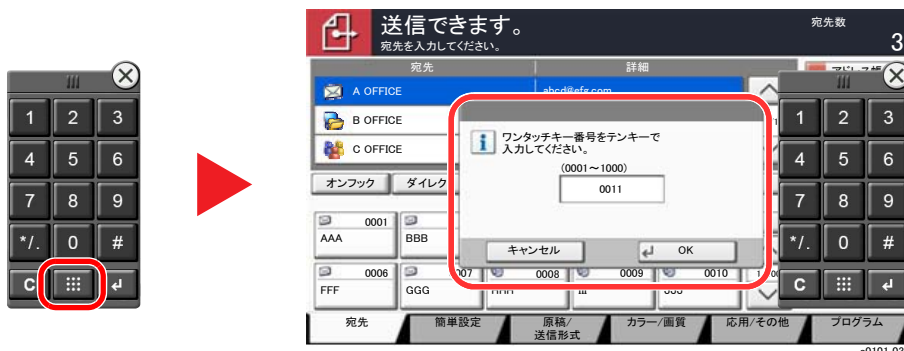 1 2 3
4 5 6
7 8 9
*/. 0 #
C
送信できます。
宛先を入力してください。
宛先数
3
宛先 詳細
A OFFICE abcd@efg.com
B OFFICE
C OFFICE
オンフック ダイレク
ワンタッチキー番号をテンキーで
入力してください。
(0001~1000)
0011
キャンセル OK
0001
AAA BBB
0006 0008 0009 0010
FFF GGG
宛先 簡単設定 原稿/
送信形式 カラー/画質 応用/その他 プログラム
1 2 3
4 5 6
7 8 9
*/. 0 #
C